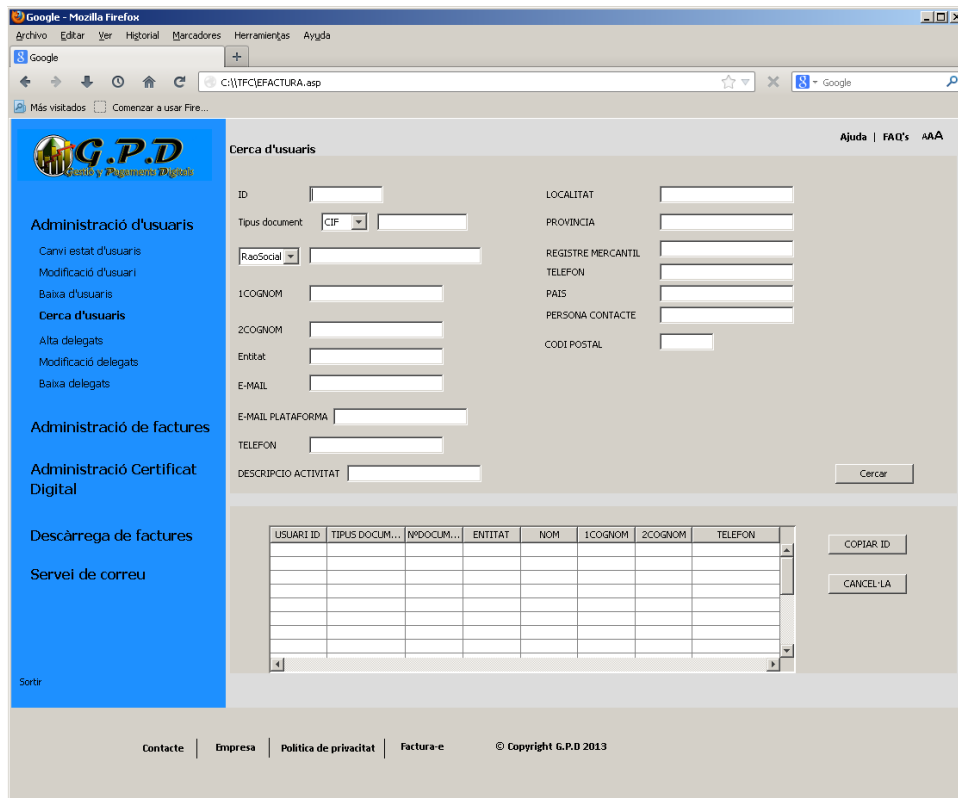 Google - Mozilla Firefox
Archivo Editar Ver Historial Marcadores Herramientas Ayuda
Google
C:\\TFC\EFACTURA.asp
Google
Más visitados Comenzar a usar Fire...
G.P.D
Gestió y Pagaments Digitals
Ajuda | FAQ's AAA
Cerca d'usuaris
Administració d'usuaris
Canvi estat d'usuaris
Modificació d'usuari
Baixa d'usuaris
Cerca d'usuaris
Alta delegats
Modificació delegats
Baixa delegats
Administració de factures
Administració Certificat
Digital
Descàrrega de factures
Servei de correu
Sortir
ID
Tipus document CIF
RaoSocial
1COGNOM
2COGNOM
Entitat
E-MAIL
E-MAIL PLATAFORMA
TELEFON
DESCRIPCIO ACTIVITAT
LOCALITAT
PROVINCIA
REGISTRE MERCANTIL
TELEFON
PAIS
PERSONA CONTACTE
CODI POSTAL
Cercar
USUARI ID TIPUS DOCUM... NºDOCUM... ENTITAT NOM 1COGNOM 2COGNOM TELEFON
COPIAR ID
CANCEL·LA
Contacte Empresa Política de privacitat Factura-e © Copyright G.P.D 2013